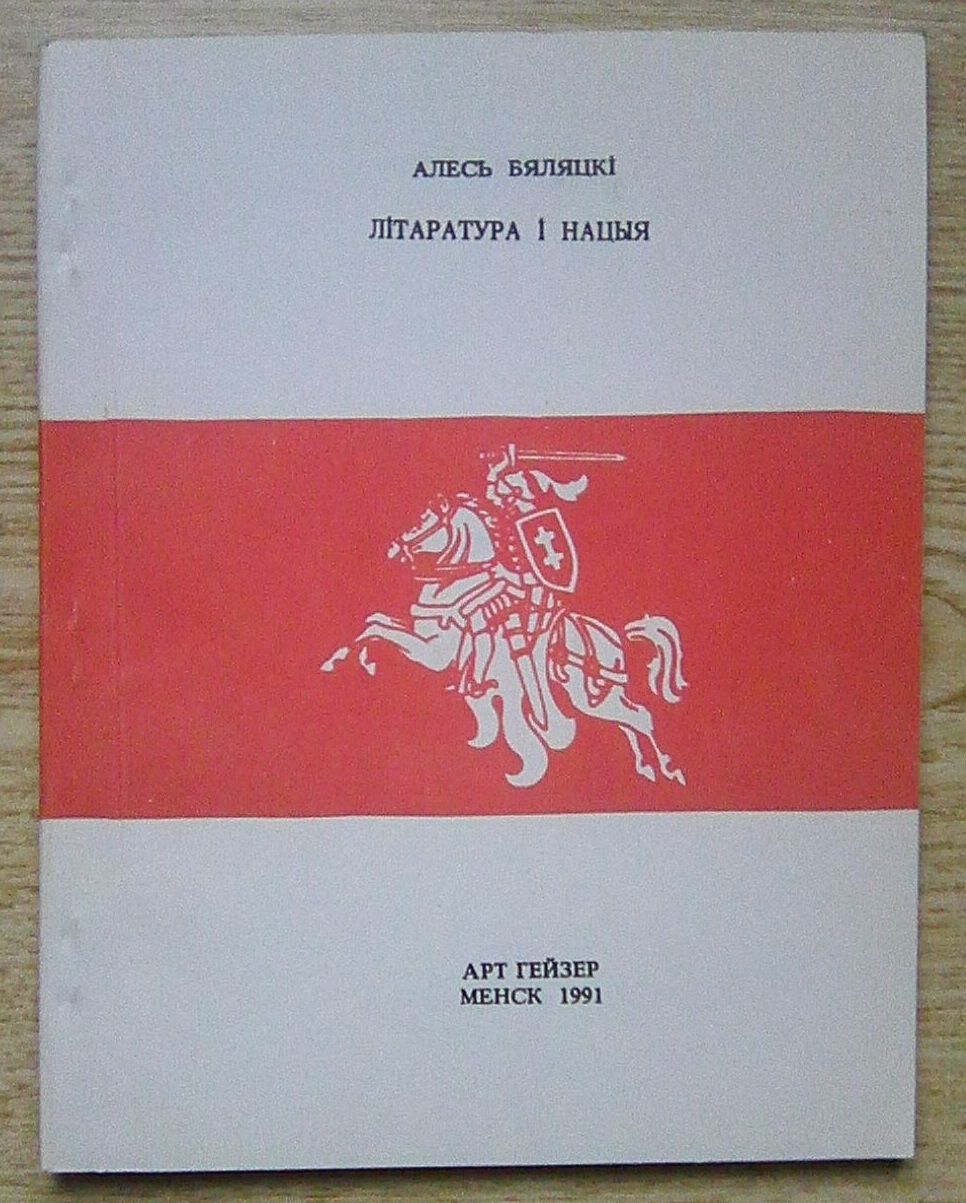 АЛЕСЬ БЯЛЯЦКІ
ЛІТАРАТУРА І НАЦЫЯ
АРТ ГЕЙЗЕР
МЕНСК 1991